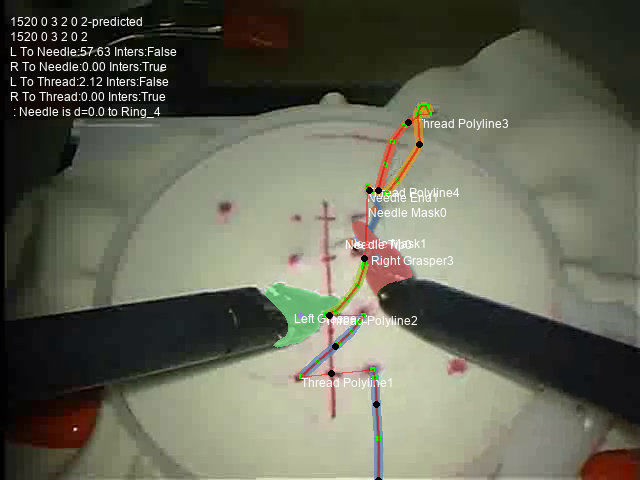 1520 0 3 2 0 2-predicted
1520 0 3 2 0 2
L To Needle:57.63 Inters:False
R To Needle:0.00 Inters:True
L To Thread:2.12 Inters:False
R To Thread:0.00 Inters:True
: Needle is d=0.0 to Ring_4
Thread Polyline3
Polyline4
Needle End1
Needle Mask0
Needle
Mask1
Right Grasper3
Left
Thread Polyline2
Thread Polyline1